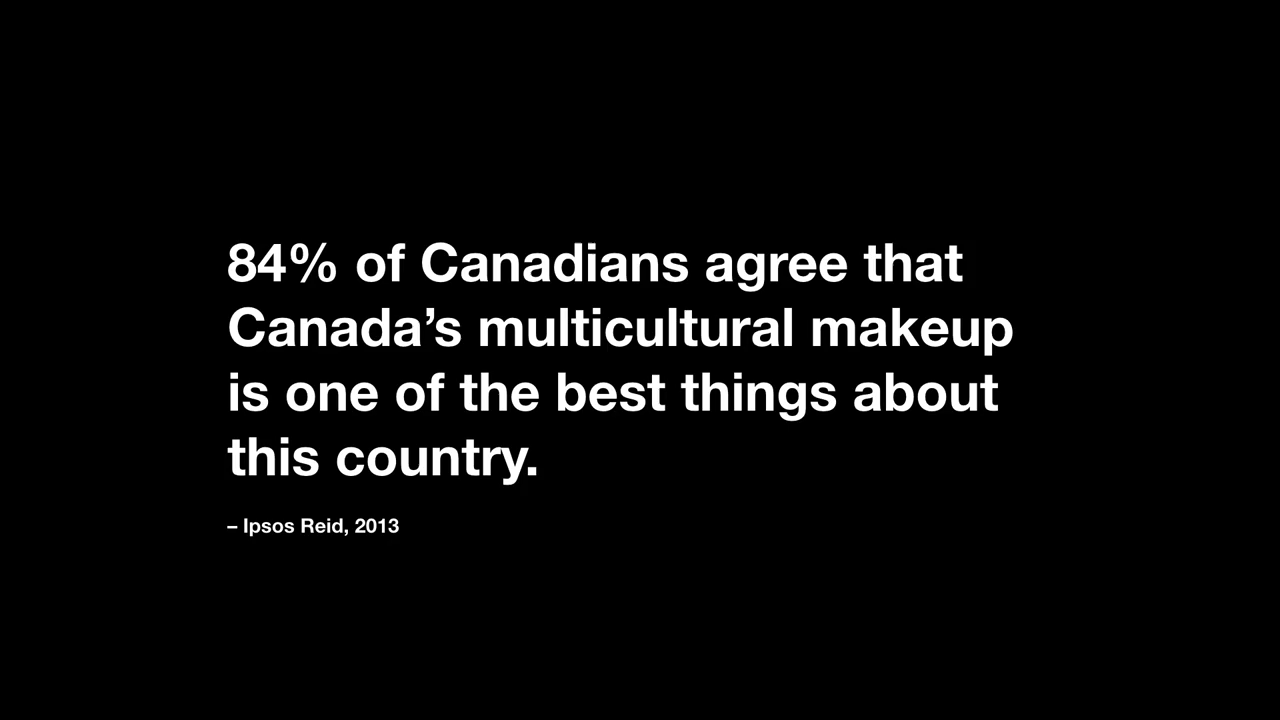 84% of Canadians agree that
Canada’s multicultural makeup
is one of the best things about
this country.
– Ipsos Reid, 2013